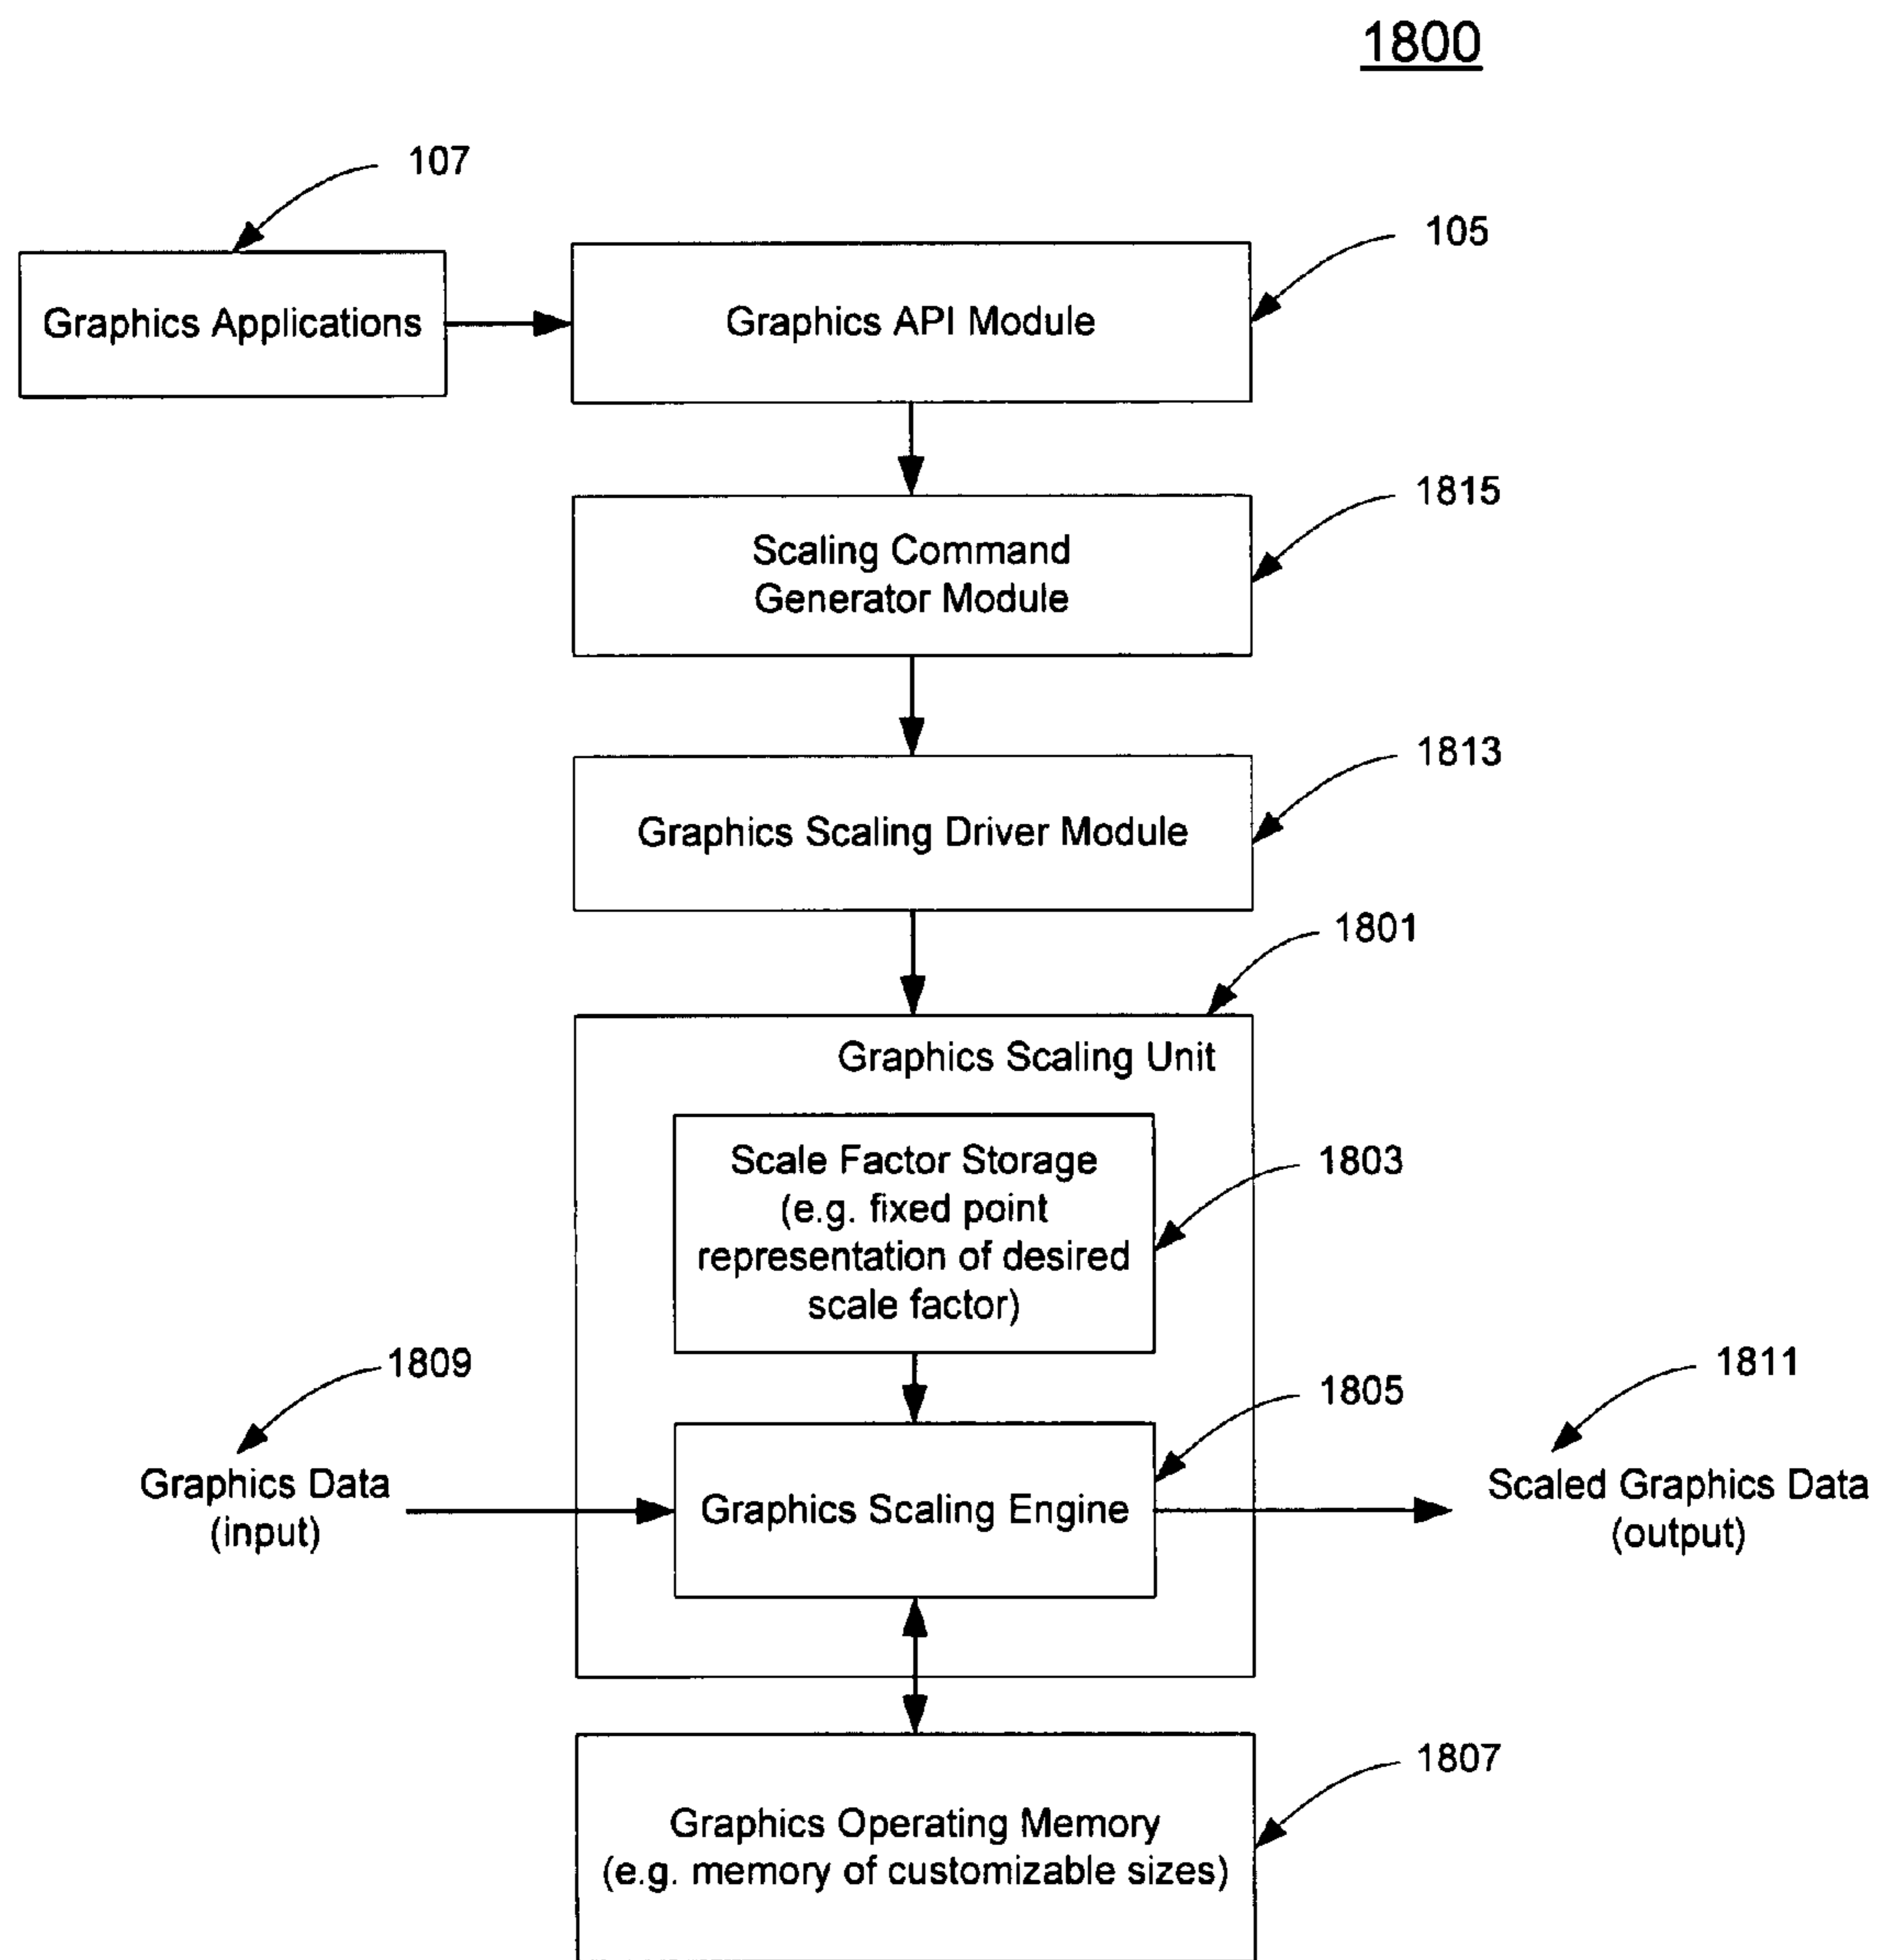 1800
107
105
Graphics Applications
Graphics API Module
1815
Scaling Command
Generator Module
1813
Graphics Scaling Driver Module
1801
Graphics Scaling Unit
Scale Factor Storage
(e.g. fixed point
representation of desired
scale factor)
1803
1809
1805
1811
Graphics Data
(input)
Graphics Scaling Engine
Scaled Graphics Data
(output)
1807
Graphics Operating Memory
(e.g. memory of customizable sizes)